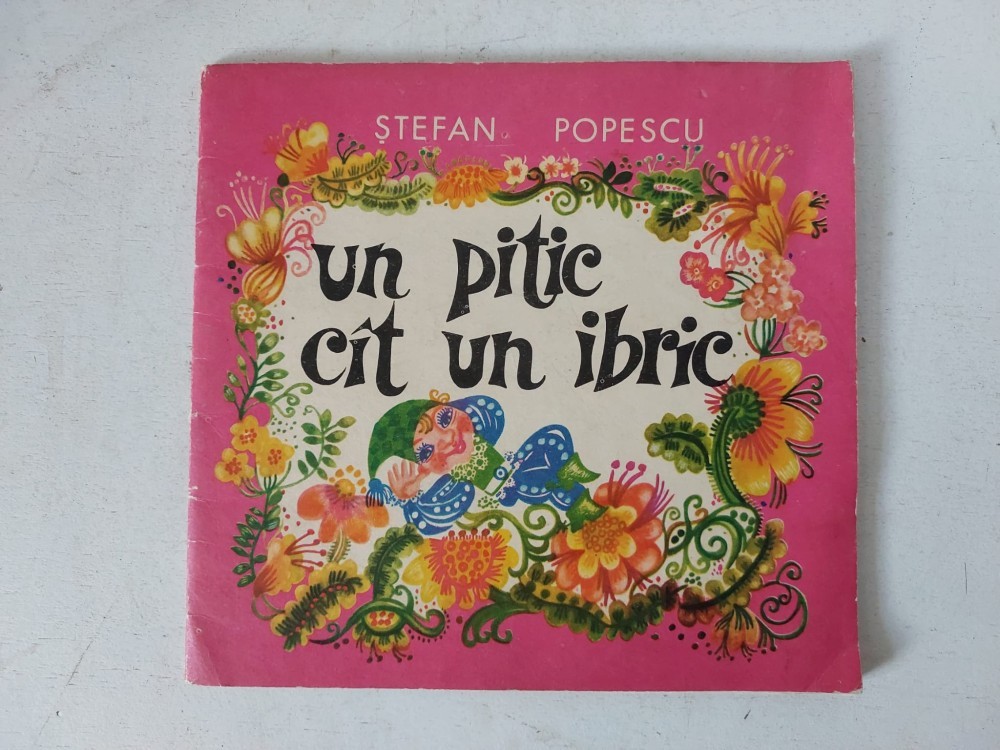 ȘTEFAN POPESCU
un pitic
cît un ibric